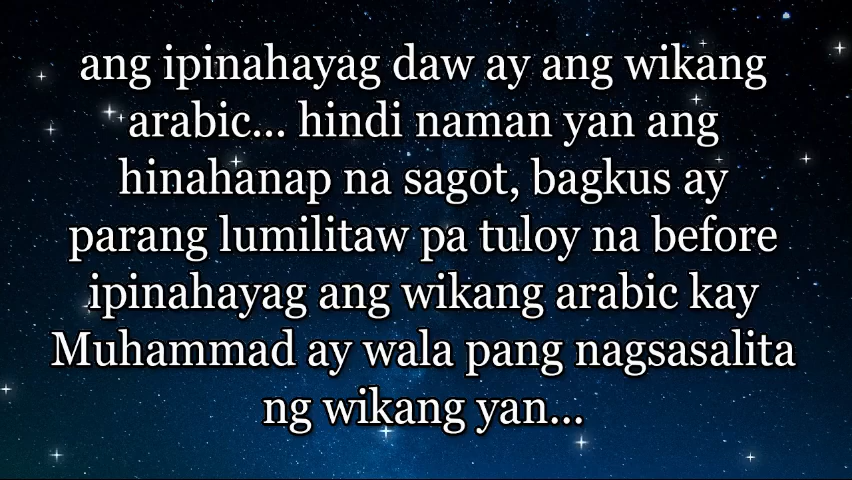 ang ipinahayag daw ay ang wikang
arabic... hindi naman yan ang
hinahanap na sagot, bagkus ay
parang lumilitaw pa tuloy na before
ipinahayag ang wikang arabic kay
Muhammad ay wala pang nagsasalita
ng wikang yan...